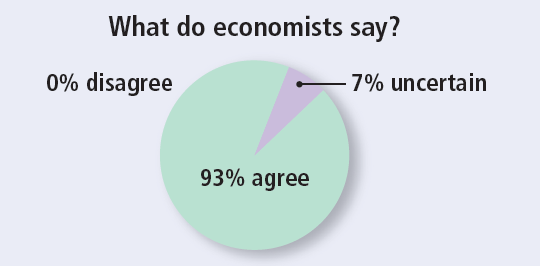 What do economists say?
0% disagree
7% uncertain
93% agree